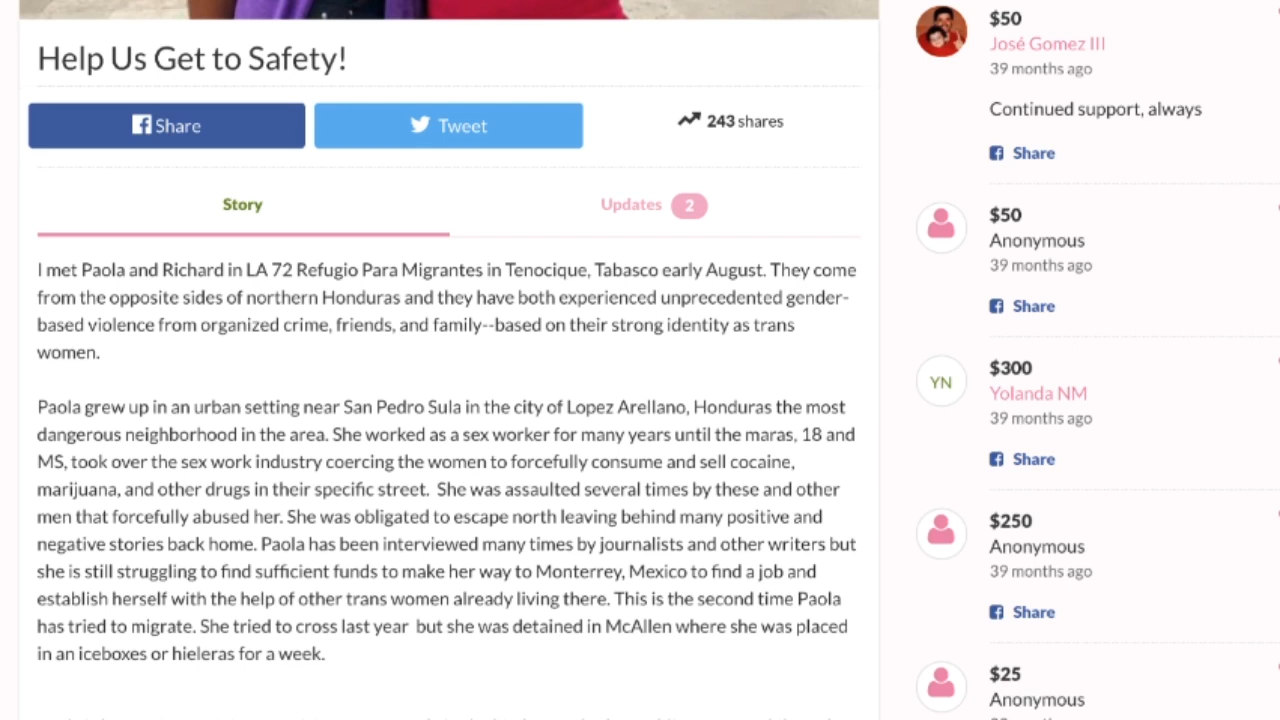 Help Us Get to Safety!
Share
Tweet
243 shares
Story
Updates 2
I met Paola and Richard in LA 72 Refugio Para Migrantes in Tenocique, Tabasco early August. They come
from the opposite sides of northern Honduras and they have both experienced unprecedented gender-
based violence from organized crime, friends, and family--based on their strong identity as trans
women.
Paola grew up in an urban setting near San Pedro Sula in the city of Lopez Arellano, Honduras the most
dangerous neighborhood in the area. She worked as a sex worker for many years until the maras, 18 and
MS, took over the sex work industry coercing the women to forcefully consume and sell cocaine,
marijuana, and other drugs in their specific street. She was assaulted several times by these and other
men that forcefully abused her. She was obligated to escape north leaving behind many positive and
negative stories back home. Paola has been interviewed many times by journalists and other writers but
she is still struggling to find sufficient funds to make her way to Monterrey, Mexico to find a job and
establish herself with the help of other trans women already living there. This is the second time Paola
has tried to migrate. She tried to cross last year but she was detained in McAllen where she was placed
in an iceboxes or hieleras for a week.
$50
José Gomez III
39 months ago
Continued support, always
Share
$50
Anonymous
39 months ago
Share
YN
$300
Yolanda NM
39 months ago
Share
$250
Anonymous
39 months ago
Share
$25
Anonymous